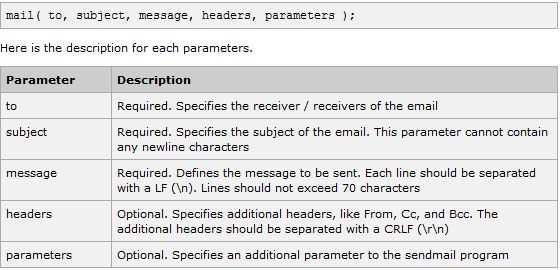 mail( to, subject, message, headers, parameters );
Here is the description for each parameters.
Parameter Description
to Required. Specifies the receiver / receivers of the email
subject Required. Specifies the subject of the email. This parameter cannot contain
any newline characters
message Required. Defines the message to be sent. Each line should be separated
with a LF (\n). Lines should not exceed 70 characters
headers Optional. Specifies additional headers, like From, Cc, and Bcc. The
additional headers should be separated with a CRLF (\r\n)
parameters Optional. Specifies an additional parameter to the sendmail program